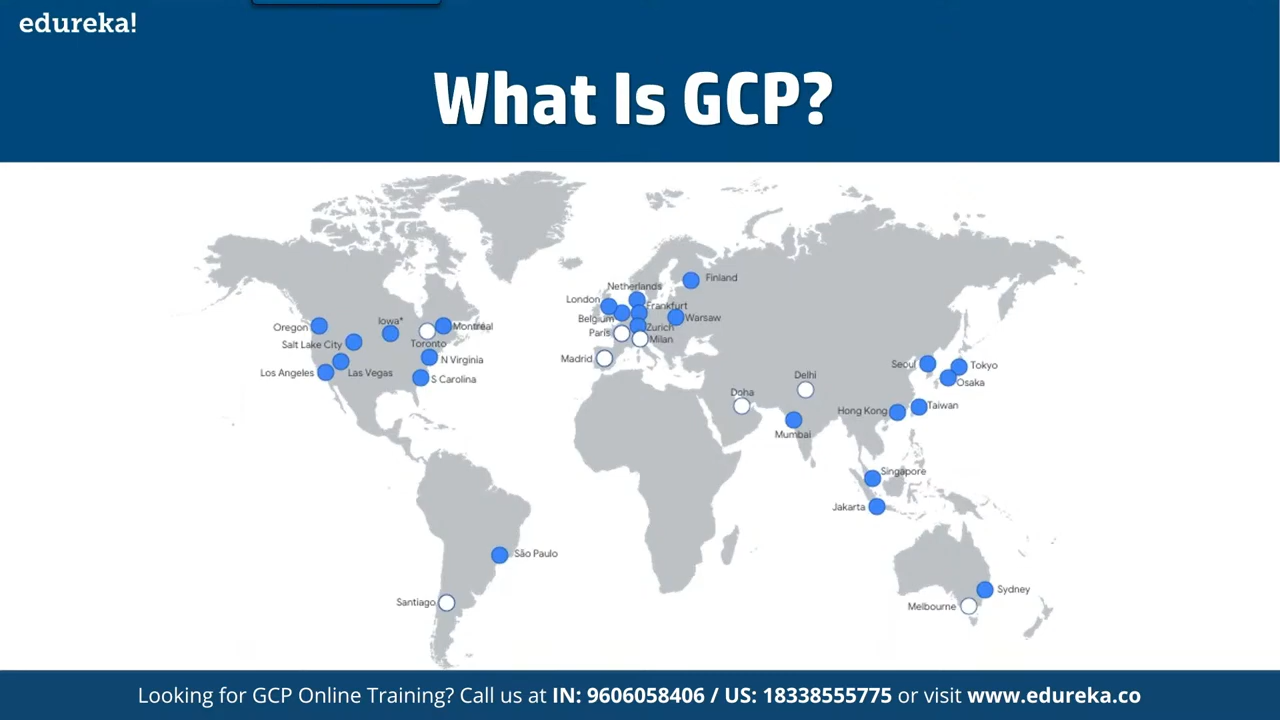 edureka!
What Is GCP?
Finland
Netherlands
London
Frankfurt
Belgium
Warsaw
Zurich
Paris
Milan
Madrid
Oregon
Iowa*
Montréal
Salt Lake City
Toronto
N Virginia
Los Angeles
Las Vegas
S Carolina
Doha
Delhi
Mumbai
Seoul
Tokyo
Osaka
Hong Kong
Taiwan
Singapore
Jakarta
São Paulo
Santiago
Sydney
Melbourne
Looking for GCP Online Training? Call us at IN: 9606058406 / US: 18338555775 or visit www.edureka.co